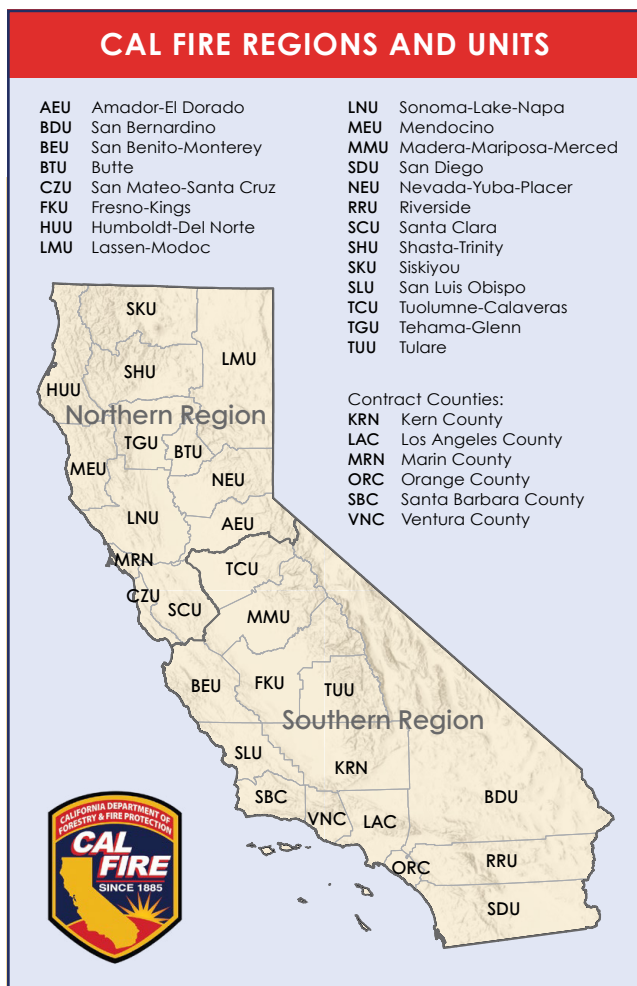 CAL FIRE REGIONS AND UNITS
AEU Amador-El Dorado
BDU San Bernardino
BEU San Benito-Monterey
BTU Butte
CZU San Mateo-Santa Cruz
FKU Fresno-Kings
HUU Humboldt-Del Norte
LMU Lassen-Modoc
LNU Sonoma-Lake-Napa
MEU Mendocino
MMU Madera-Mariposa-Merced
SDU San Diego
NEU Nevada-Yuba-Placer
RRU Riverside
SCU Santa Clara
SHU Shasta-Trinity
SKU Siskiyou
SLU San Luis Obispo
TCU Tuolumne-Calaveras
TGU Tehama-Glenn
TUU Tulare
Contract Counties:
KRN Kern County
LAC Los Angeles County
MRN Marin County
ORC Orange County
SBC Santa Barbara County
VNC Ventura County
SKU
LMU
SHU
HUU
Northern Region
TGU
BTU
MEU
NEU
LNU
AEU
MRN
TCU
CZU
SCU
MMU
BEU
FKU
TUU
Southern Region
SLU
KRN
SBC
BDU
VNC
LAC
ORC
RRU
SDU
CALIFORNIA DEPARTMENT OF
FORESTRY & FIRE PROTECTION
CAL
FIRE
SINCE 1885